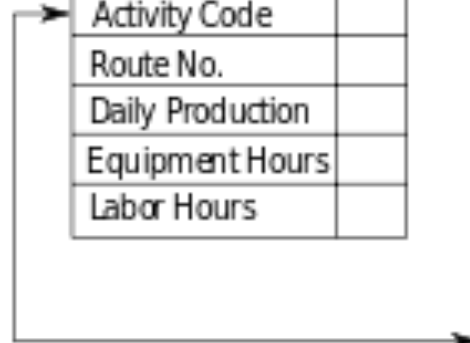 Activity Code
Route No.
Daily Production
Equipment Hours
Labor Hours